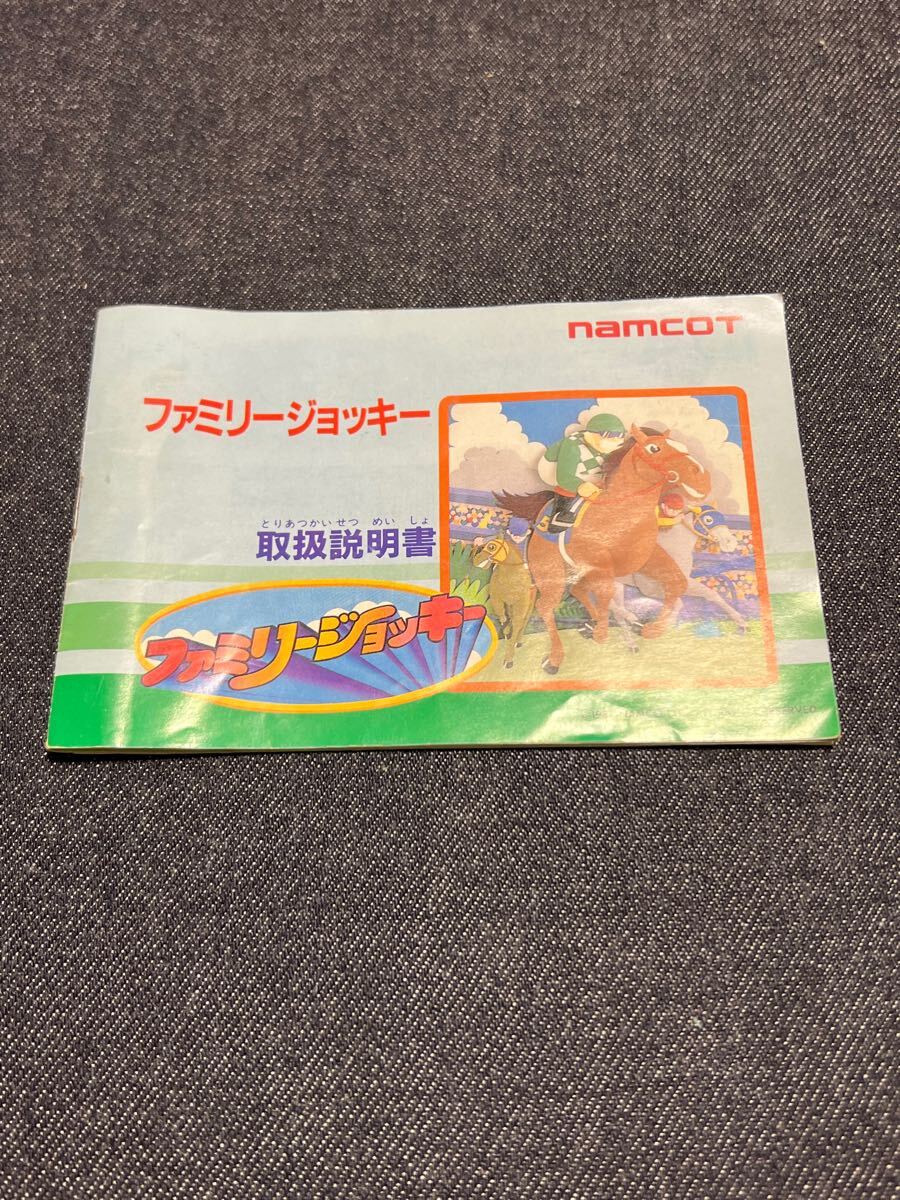 namcot
ファミリージョッキー
とりあつかいせつ めい しょ
取扱説明書
ファミリージョッキー